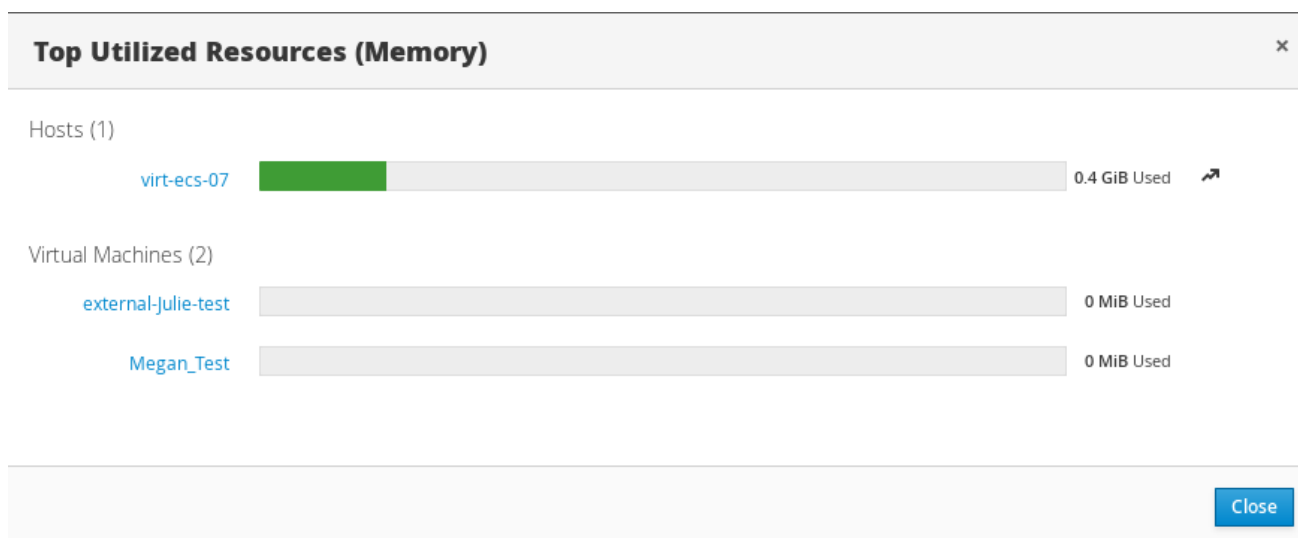 Top Utilized Resources (Memory)
×
Hosts (1)
virt-ecs-07 0.4 GiB Used
Virtual Machines (2)
external-Julie-test 0 MiB Used
Megan_Test 0 MiB Used
Close